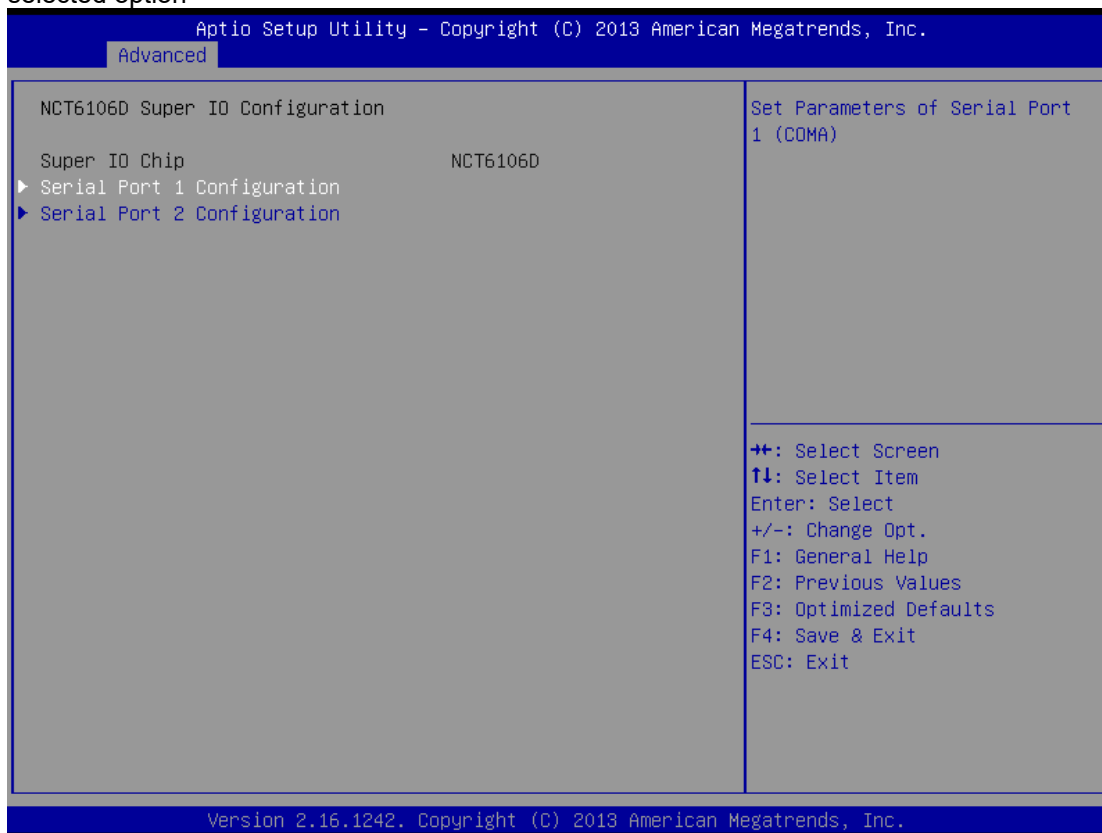 selected option
Aptio Setup Utility – Copyright (C) 2013 American Megatrends, Inc.
Advanced
NCT6106D Super IO Configuration
Super IO Chip NCT6106D
Serial Port 1 Configuration
Serial Port 2 Configuration
Set Parameters of Serial Port
1 (COMA)
→←: Select Screen
↑↓: Select Item
Enter: Select
+/-: Change Opt.
F1: General Help
F2: Previous Values
F3: Optimized Defaults
F4: Save & Exit
ESC: Exit
Version 2.16.1242. Copyright (C) 2013 American Megatrends, Inc.